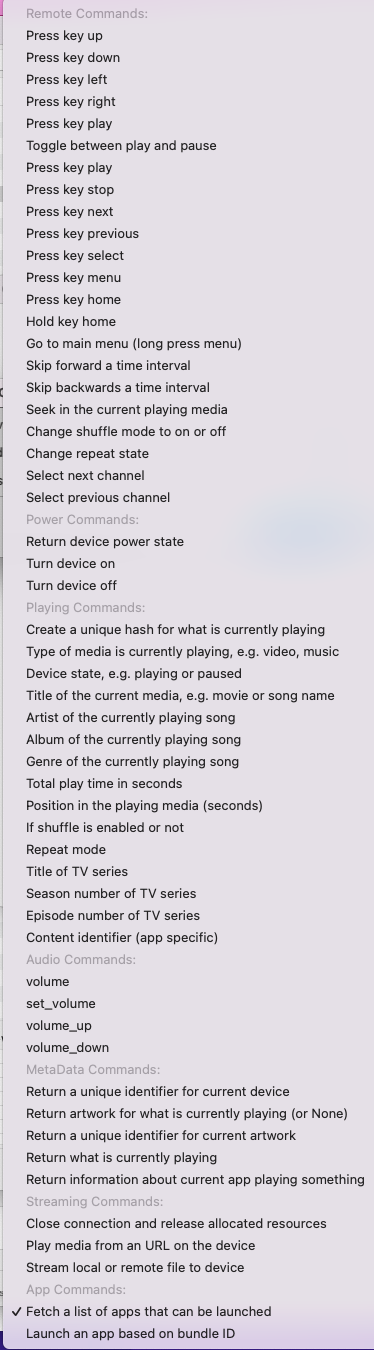 Remote Commands:
Press key up
Press key down
Press key left
Press key right
Press key play
Toggle between play and pause
Press key play
Press key stop
Press key next
Press key previous
Press key select
Press key menu
Press key home
Hold key home
Go to main menu (long press menu)
Skip forward a time interval
Skip backwards a time interval
Seek in the current playing media
Change shuffle mode to on or off
Change repeat state
Select next channel
Select previous channel
Power Commands:
Return device power state
Turn device on
Turn device off
Playing Commands:
Create a unique hash for what is currently playing
Type of media is currently playing, e.g. video, music
Device state, e.g. playing or paused
Title of the current media, e.g. movie or song name
Artist of the currently playing song
Album of the currently playing song
Genre of the currently playing song
Total play time in seconds
Position in the playing media (seconds)
If shuffle is enabled or not
Repeat mode
Title of TV series
Season number of TV series
Episode number of TV series
Content identifier (app specific)
Audio Commands:
volume
set_volume
volume_up
volume_down
MetaData Commands:
Return a unique identifier for current device
Return artwork for what is currently playing (or None)
Return a unique identifier for current artwork
Return what is currently playing
Return information about current app playing something
Streaming Commands:
Close connection and release allocated resources
Play media from an URL on the device
Stream local or remote file to device
App Commands:
✓ Fetch a list of apps that can be launched
Launch an app based on bundle ID